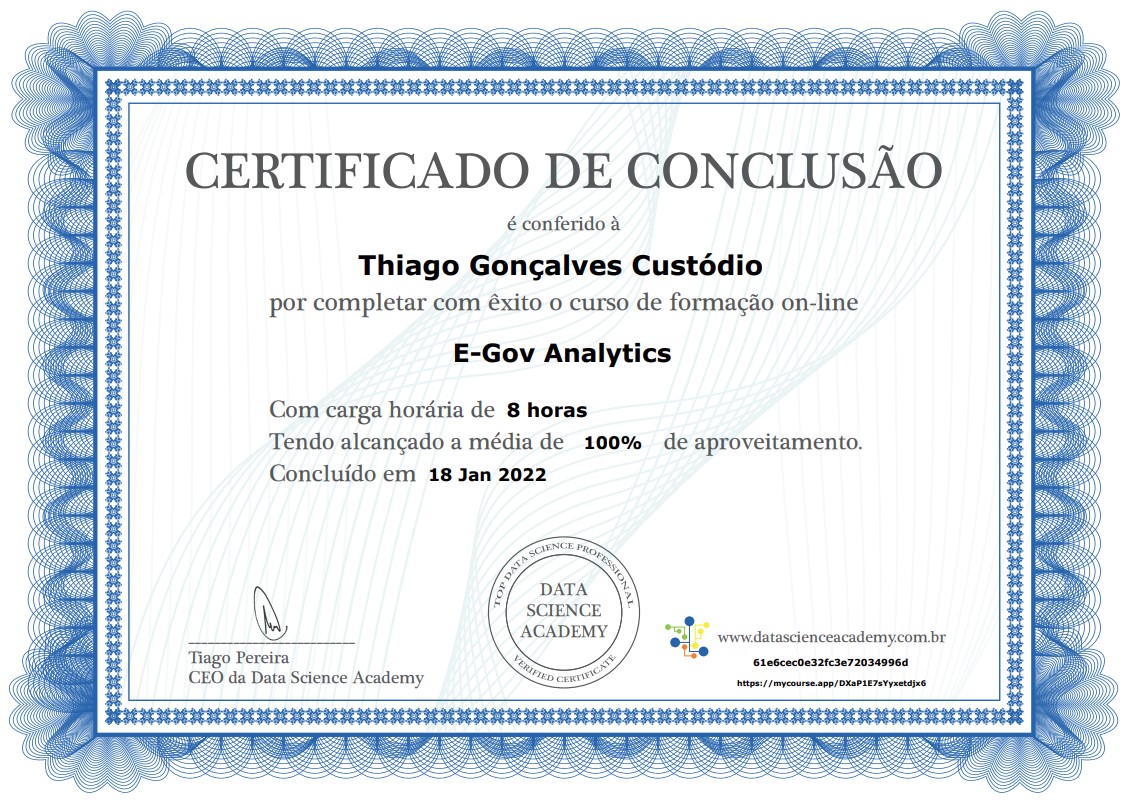 CERTIFICADO DE CONCLUSÃO
é conferido à
Thiago Gonçalves Custódio
por completar com êxito o curso de formação on-line
E-Gov Analytics
Com carga horária de 8 horas
Tendo alcançado a média de 100% de aproveitamento.
Concluído em 18 Jan 2022
TOP DATA SCIENCE PROFESSIONAL
DATA
SCIENCE
ACADEMY
VERIFIED CERTIFICATE
Tiago Pereira
CEO da Data Science Academy
www.datascienceacademy.com.br
61e6cec0e32fc3e72034996d
https://mycourse.app/DXaP1E7sYyxetdjx6